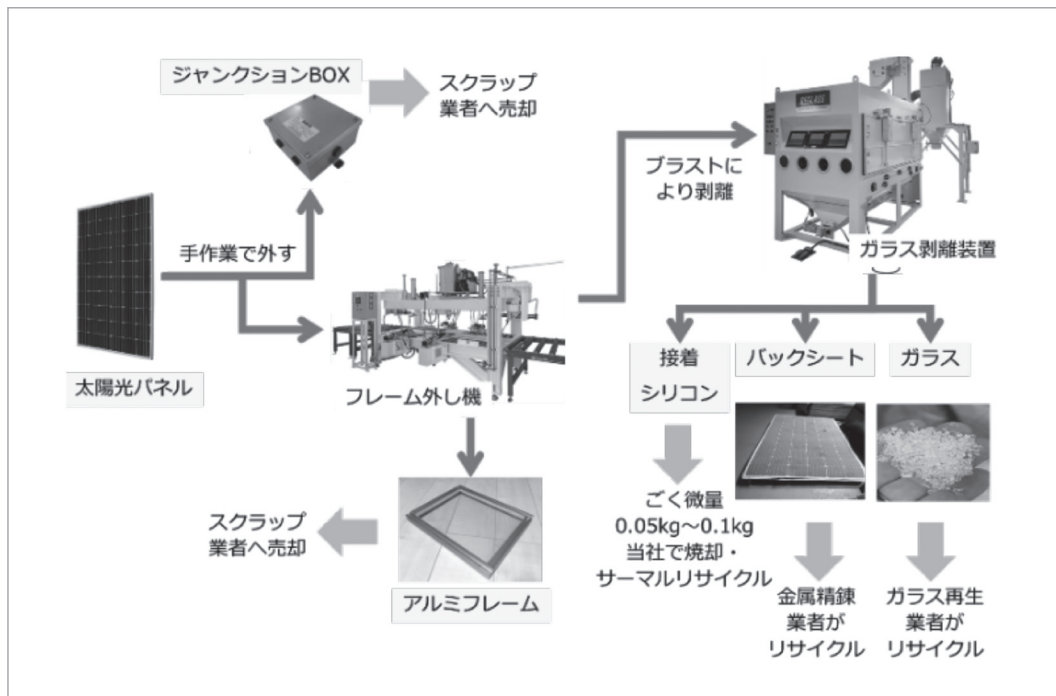 ジャンクションBOX
スクラップ
業者へ売却
手作業で外す
太陽光パネル
フレーム外し機
スクラップ
業者へ売却
アルミフレーム
ブラストに
より剥離
ガラス剥離装置
接着
シリコン
バックシート
ガラス
ごく微量
0.05kg～0.1kg
当社で焼却・
サーマルリサイクル
金属精錬
業者が
リサイクル
ガラス再生
業者が
リサイクル